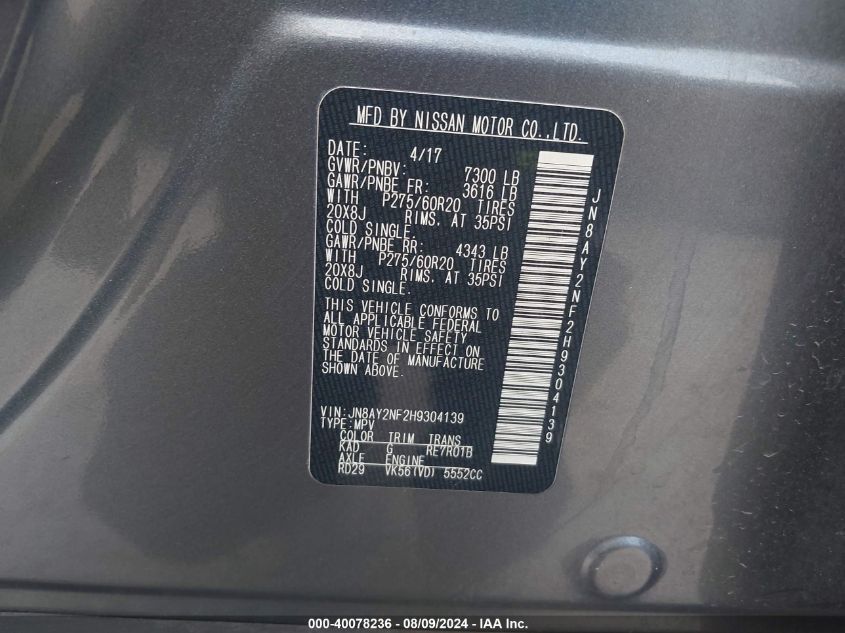 MFD BY NISSAN MOTOR CO.,LTD.
DATE: 4/17
GVWR/PNBV: 7300 LB
GAWR/PNBE FR: 3616 LB
WITH P275/60R20 TIRES
20X8J RIMS, AT 35PSI
COLD SINGLE.
GAWR/PNBE RR: 4343 LB
WITH P275/60R20 TIRES
20X8J RIMS, AT 35PSI
COLD SINGLE.
THIS VEHICLE CONFORMS TO
ALL APPLICABLE FEDERAL
MOTOR VEHICLE SAFETY
STANDARDS IN EFFECT ON
THE DATE OF MANUFACTURE
SHOWN ABOVE.
VIN: JN8AY2NF2H9304139
TYPE: MPV
COLOR TRIM TRANS
KAD G RE7R01B
AXLE ENGINE
RD29 VK56(VD) 5552CC
JN8AY2NF2H9304139
000-40078236 - 08/09/2024 - IAA Inc.